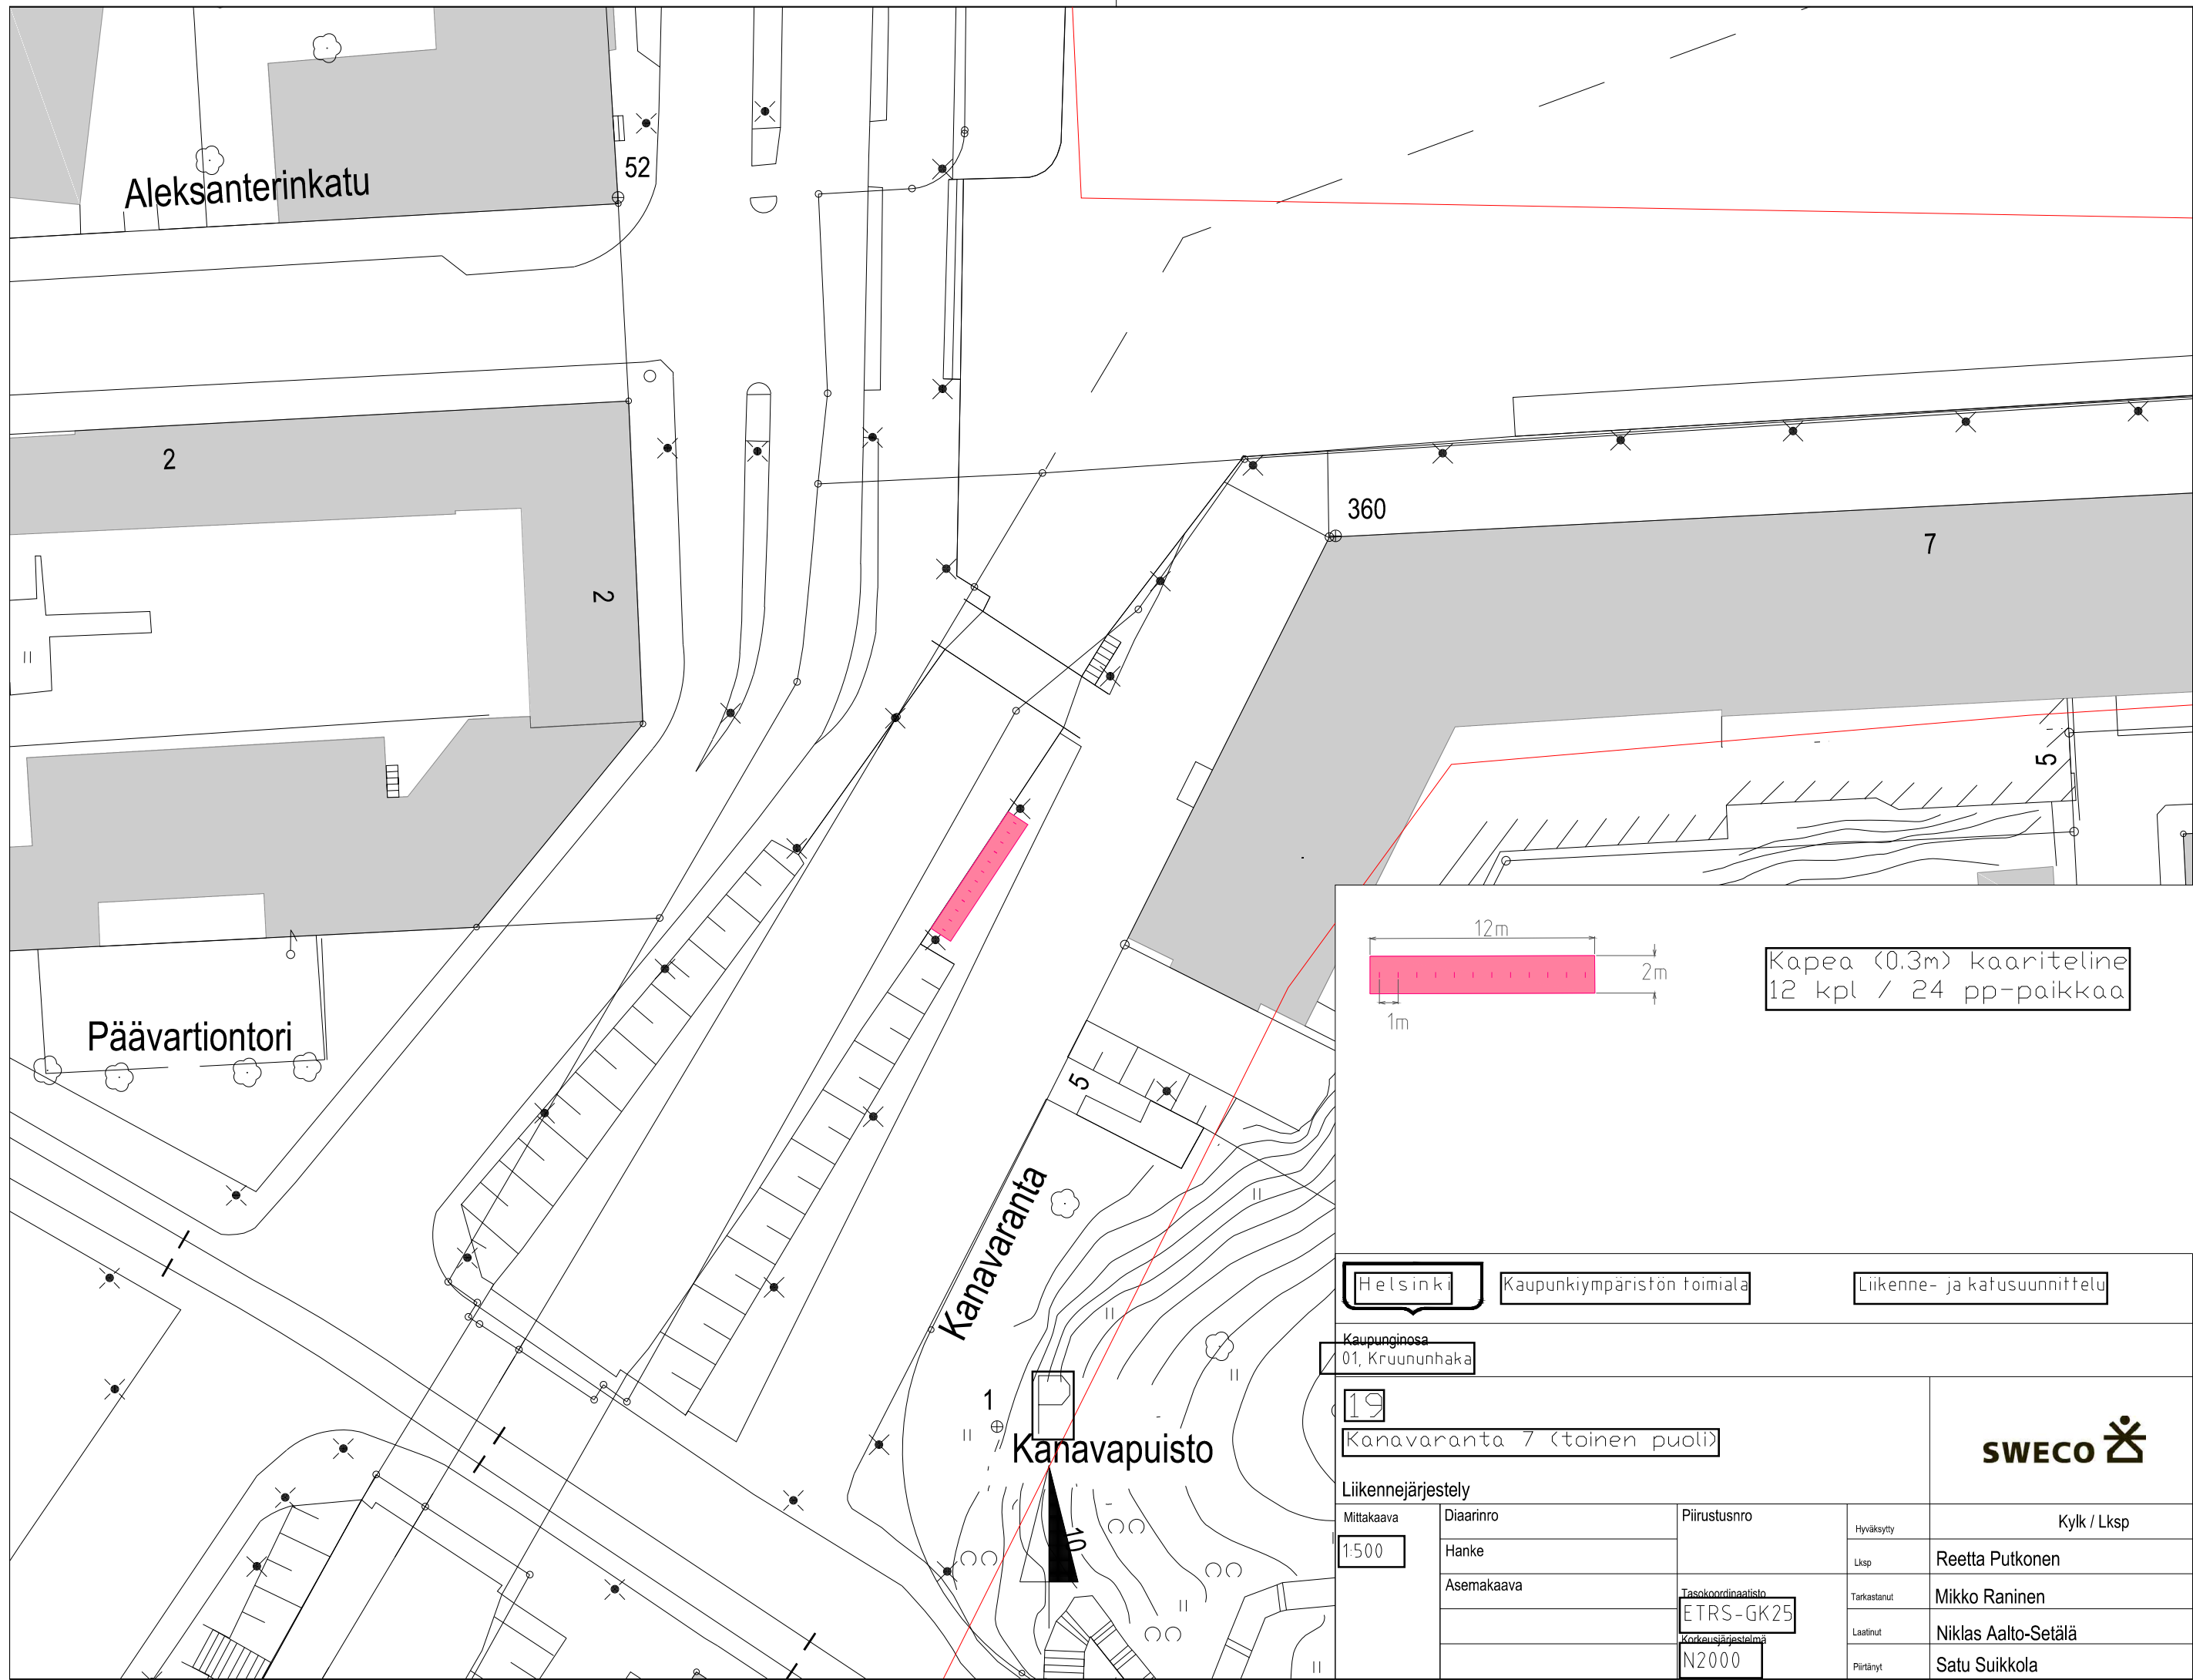 52
Aleksanterinkatu
2
2
360
7
5
12m
2m
1m
Kapea (0.3m) kaariteline
12 kpl / 24 pp-paikkaa
Päävartiontori
5
Kanavaranta
1
Kanavapuisto
10
Helsinki
Kaupunkiympäristön toimiala
Liikenne- ja katusuunnittelu
Kaupunginosa
01, Kruununhaka
19
Kanavaranta 7 (toinen puoli)
SWECO
Liikennejärjestely
Mittakaava
1:500
Diaarinro
Hanke
Asemakaava
Piirustusnro
Tasokoordinaatisto
ETRS-GK25
Korkeusjärjestelmä
N2000
Hyväksytty
Kylk / Lksp
Lksp
Reetta Putkonen
Tarkastanut
Mikko Raninen
Laatinut
Niklas Aalto-Setälä
Piirtänyt
Satu Suikkola